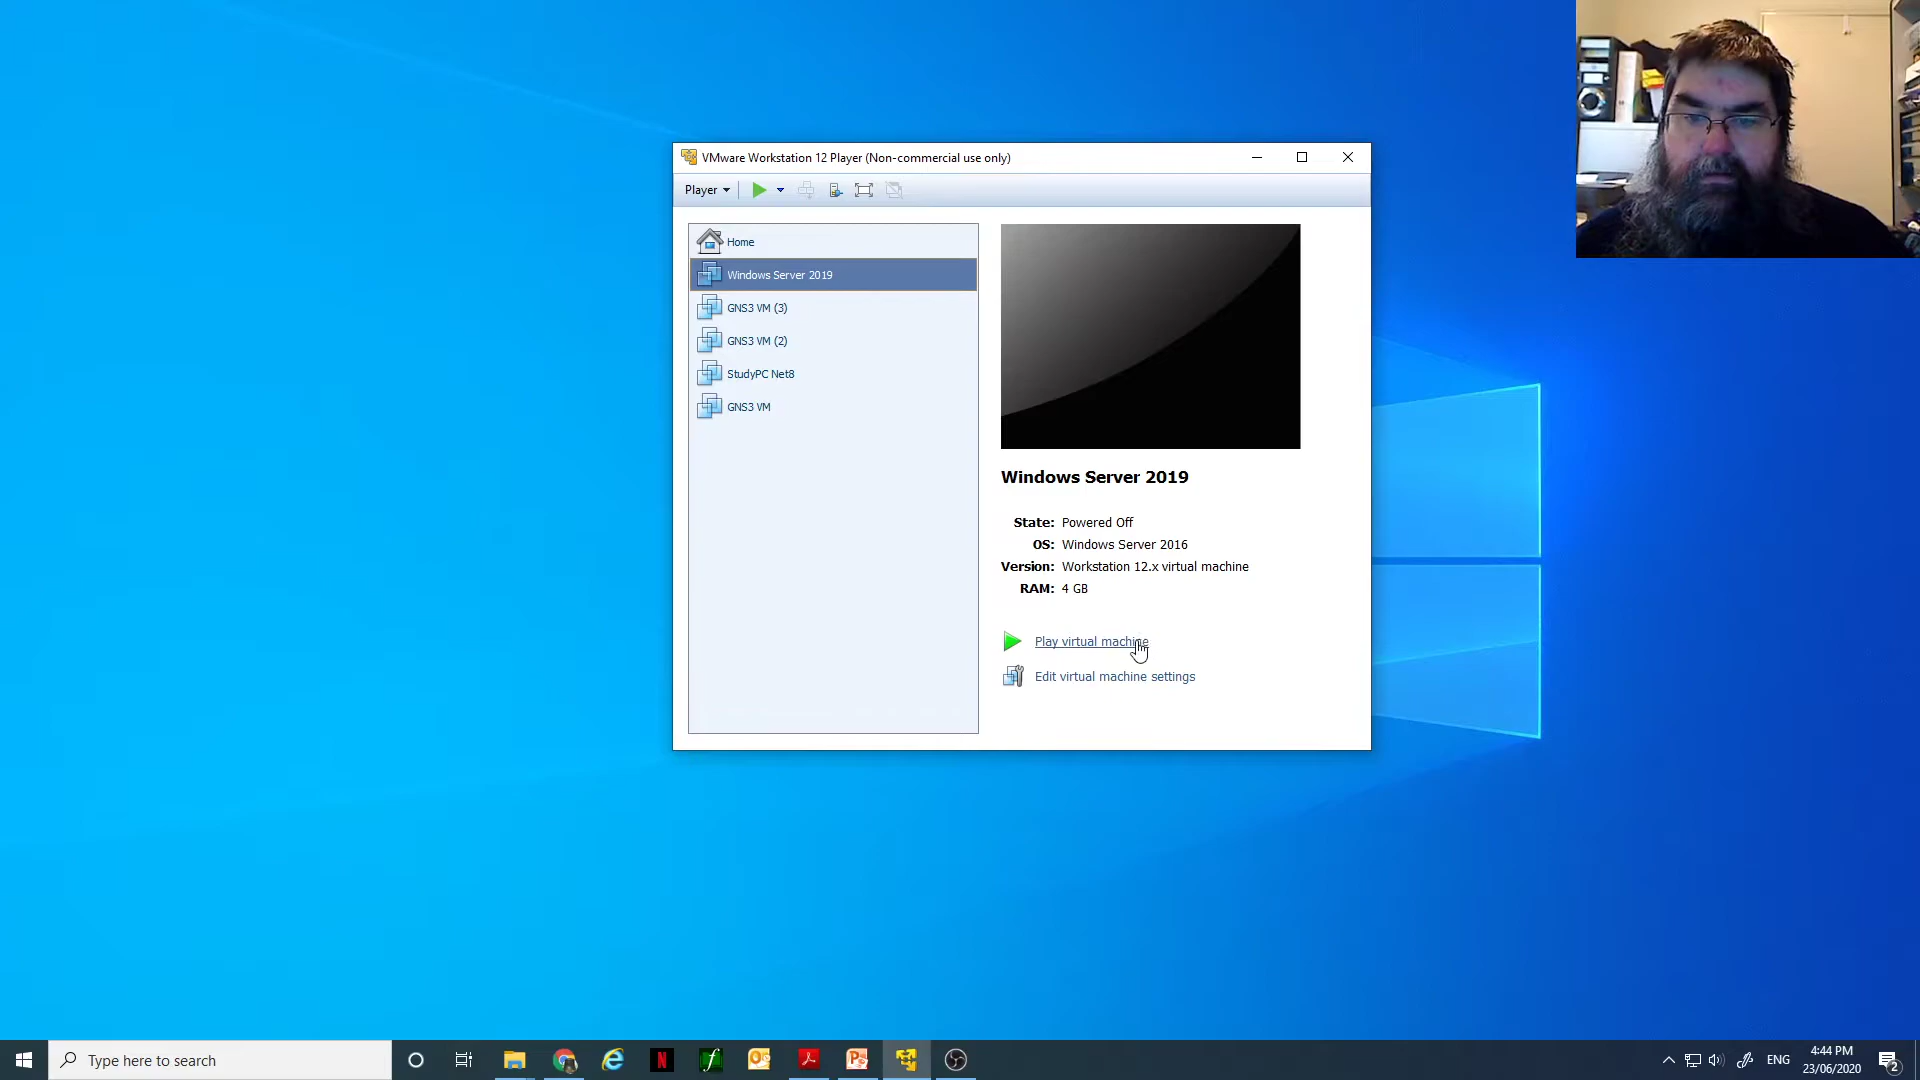 VMware Workstation 12 Player (Non-commercial use only)
Player
Home
Windows Server 2019
GNS3 VM (3)
GNS3 VM (2)
StudyPC Net8
GNS3 VM
Windows Server 2019
State: Powered Off
OS: Windows Server 2016
Version: Workstation 12.x virtual machine
RAM: 4 GB
Play virtual machine
Edit virtual machine settings
Type here to search
ENG
4:44 PM
23/06/2020
2